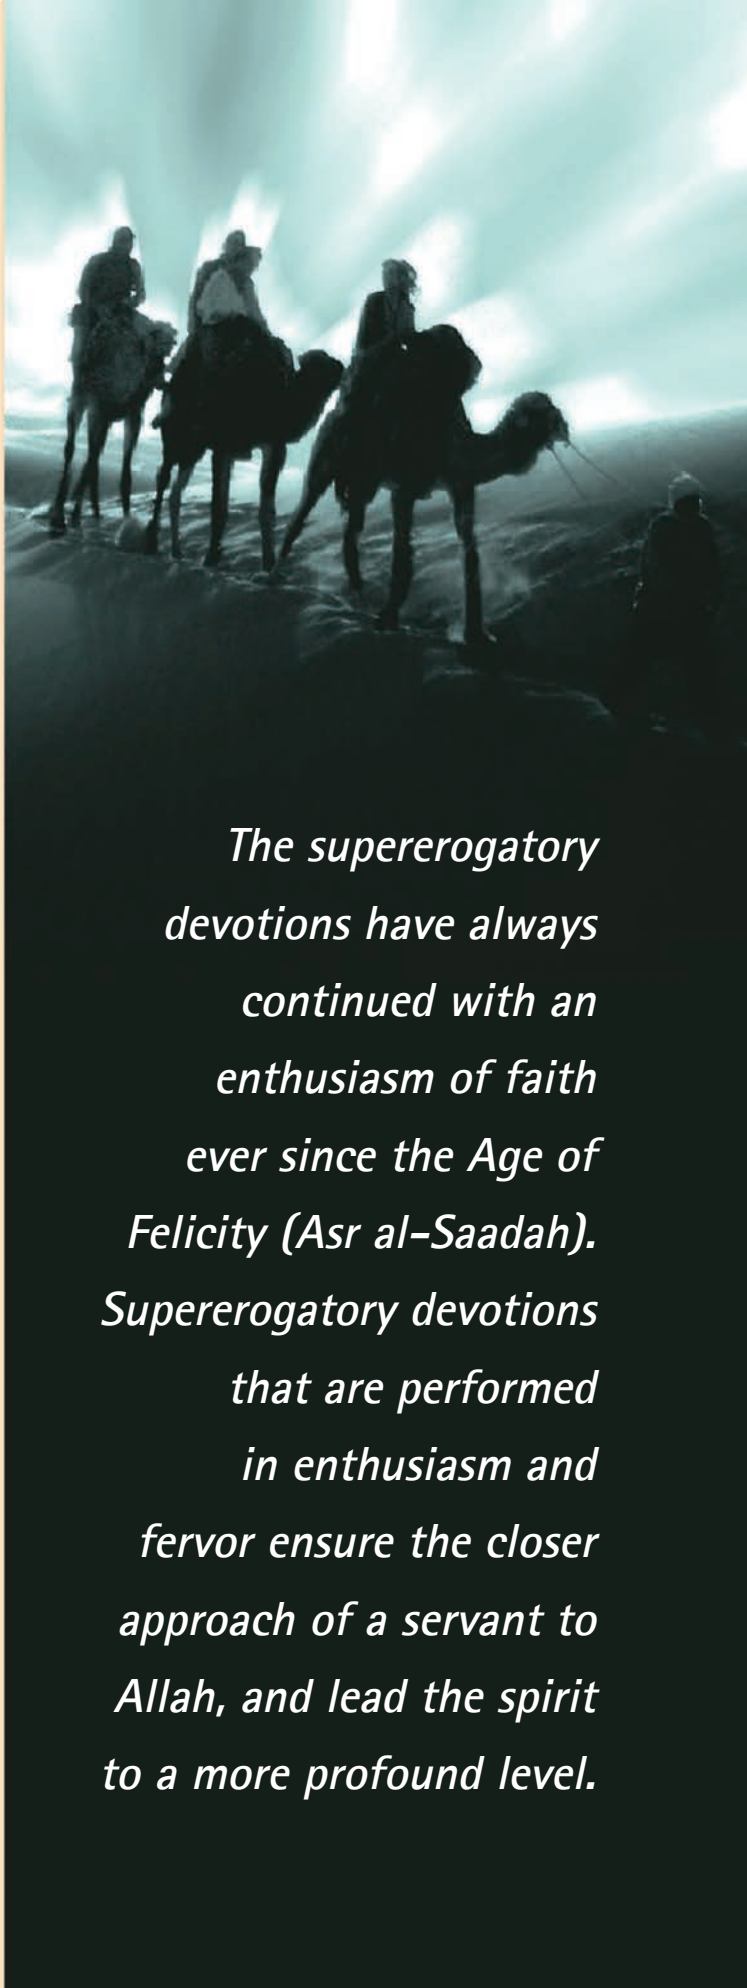 The supererogatory
devotions have always
continued with an
enthusiasm of faith
ever since the Age of
Felicity (Asr al-Saadah).
Supererogatory devotions
that are performed
in enthusiasm and
fervor ensure the closer
approach of a servant to
Allah, and lead the spirit
to a more profound level.